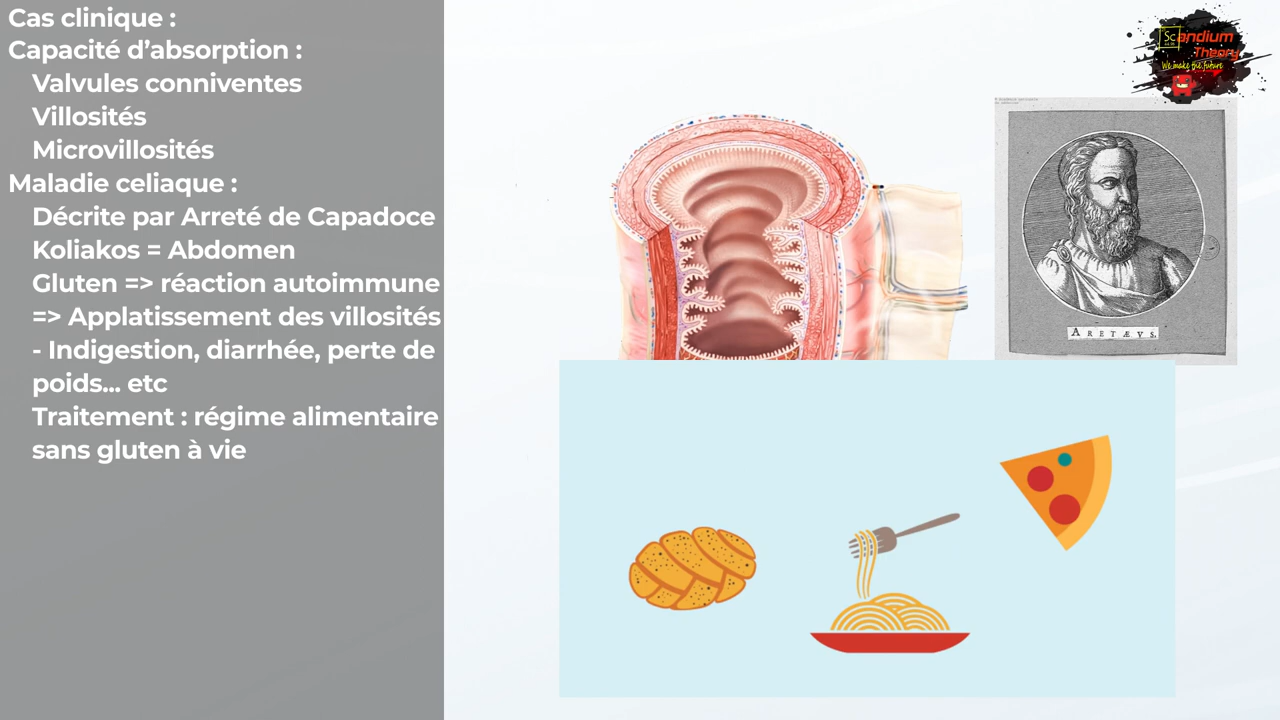 Cas clinique :
Capacité d’absorption :
Valvules conniventes
Villosités
Microvillosités
Maladie celiaque :
Décrite par Arreté de Capadoce
Koliakos = Abdomen
Gluten => réaction autoimmune
=> Applatissement des villosités
- Indigestion, diarrhée, perte de
poids... etc
Traitement : régime alimentaire
sans gluten à vie
Scandium
Theory
We make the future
ARETÆVS.